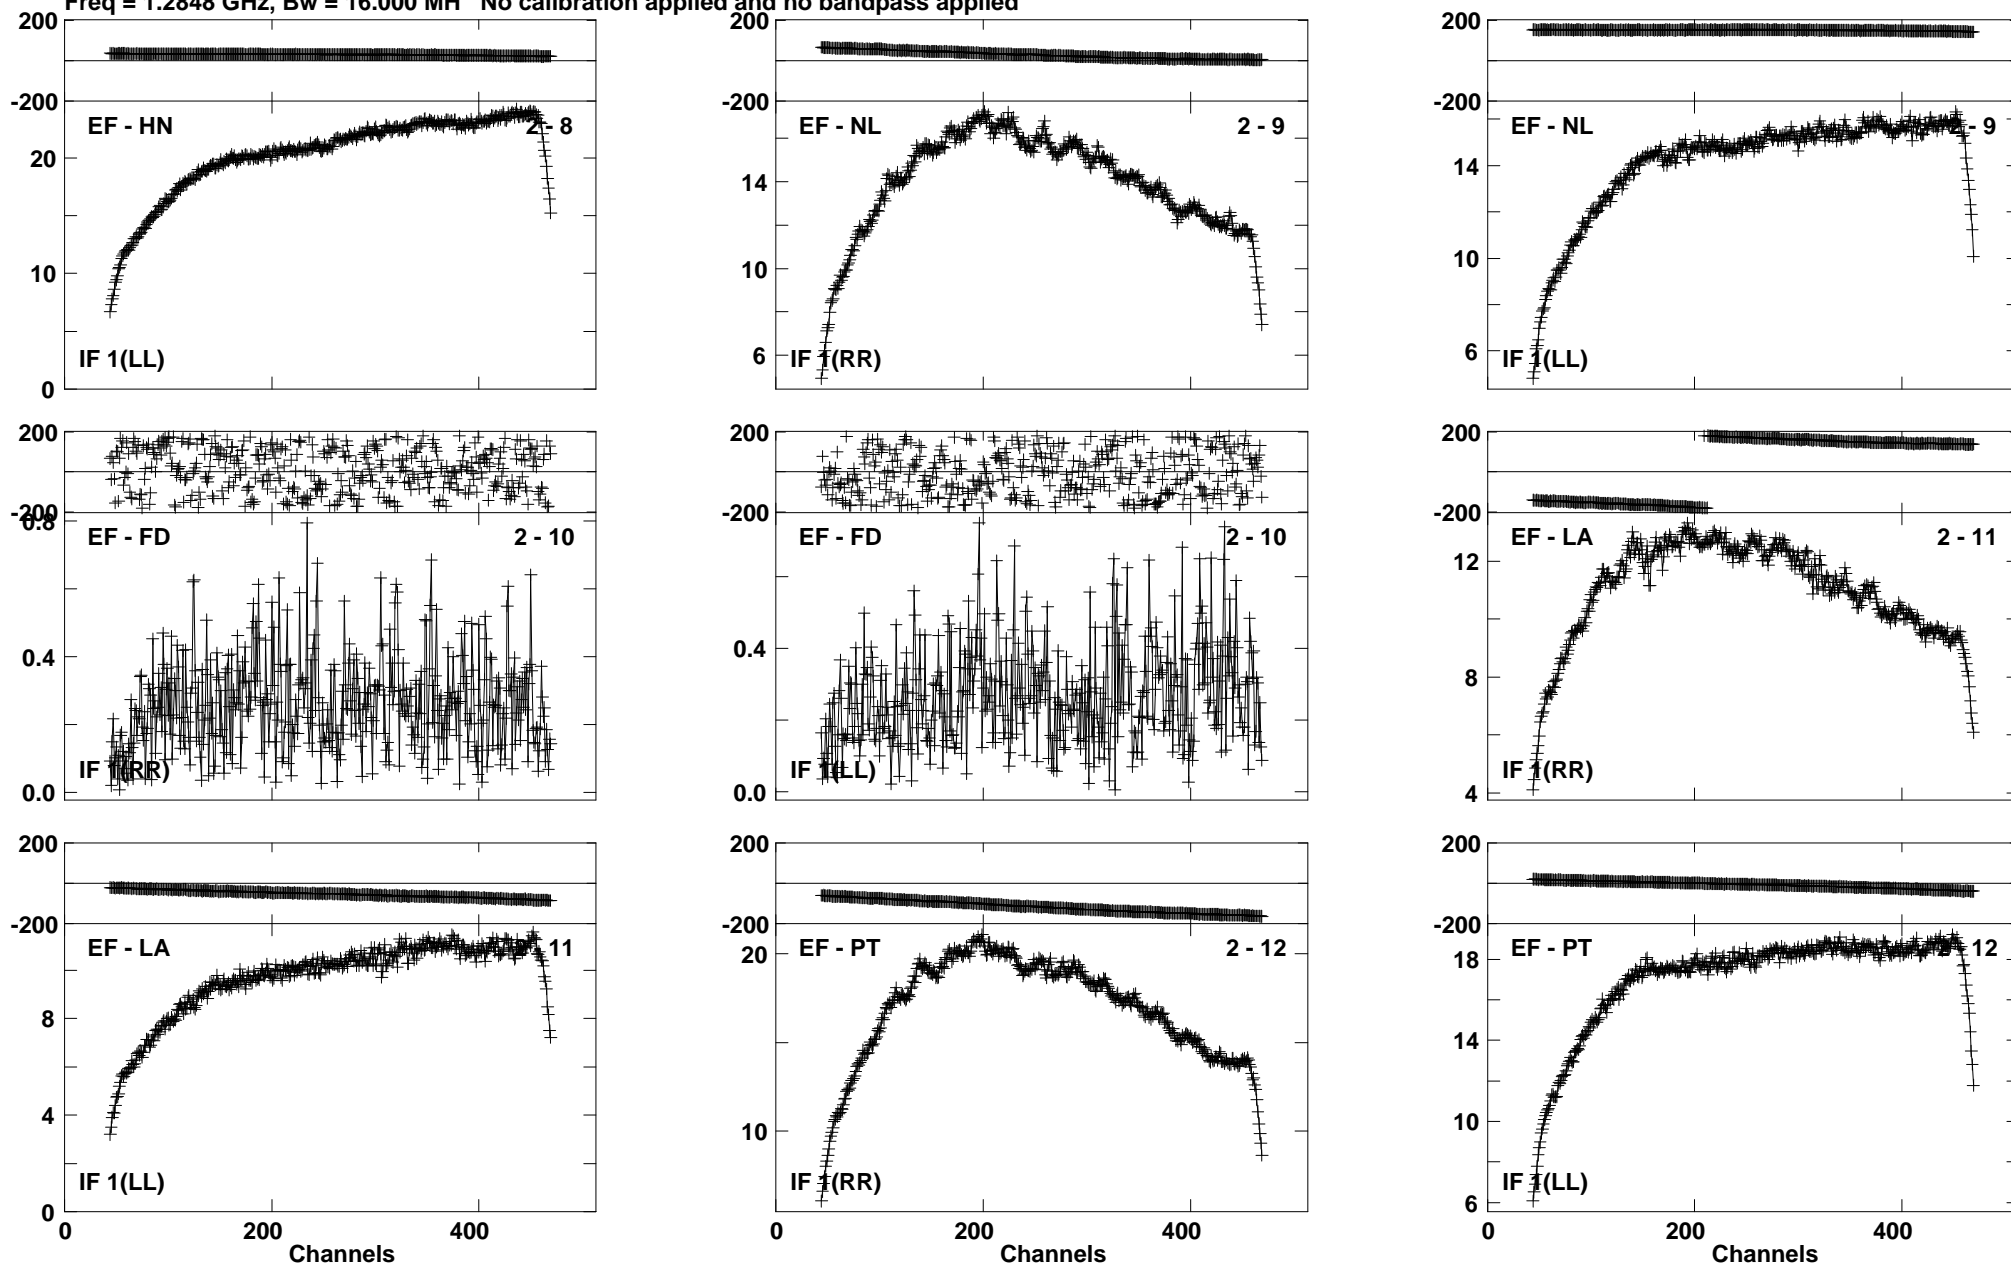 Freq = 1.2848 GHz, Bw = 16.000 MH No calibration applied and no bandpass applied
200
-200
EF - HN
2 - 8
20
10
0
IF 1(LL)
200
-200
EF - NL
2 - 9
14
10
6
IF 1(RR)
200
-200
EF - NL
2 - 9
14
10
6
IF 1(LL)
200
-200
0.8
EF - FD
2 - 10
0.4
0.0
IF 1(RR)
200
-200
EF - FD
2 - 10
0.4
0.0
IF 1(LL)
200
-200
EF - LA
2 - 11
12
8
4
IF 1(RR)
200
-200
EF - LA
11
8
4
0
IF 1(LL)
0 200 400
Channels
200
-200
EF - PT
2 - 12
20
10
IF 1(RR)
0 200 400
200
-200
EF - PT
12
18
14
10
6
IF 1(LL)
0 200 400
Channels